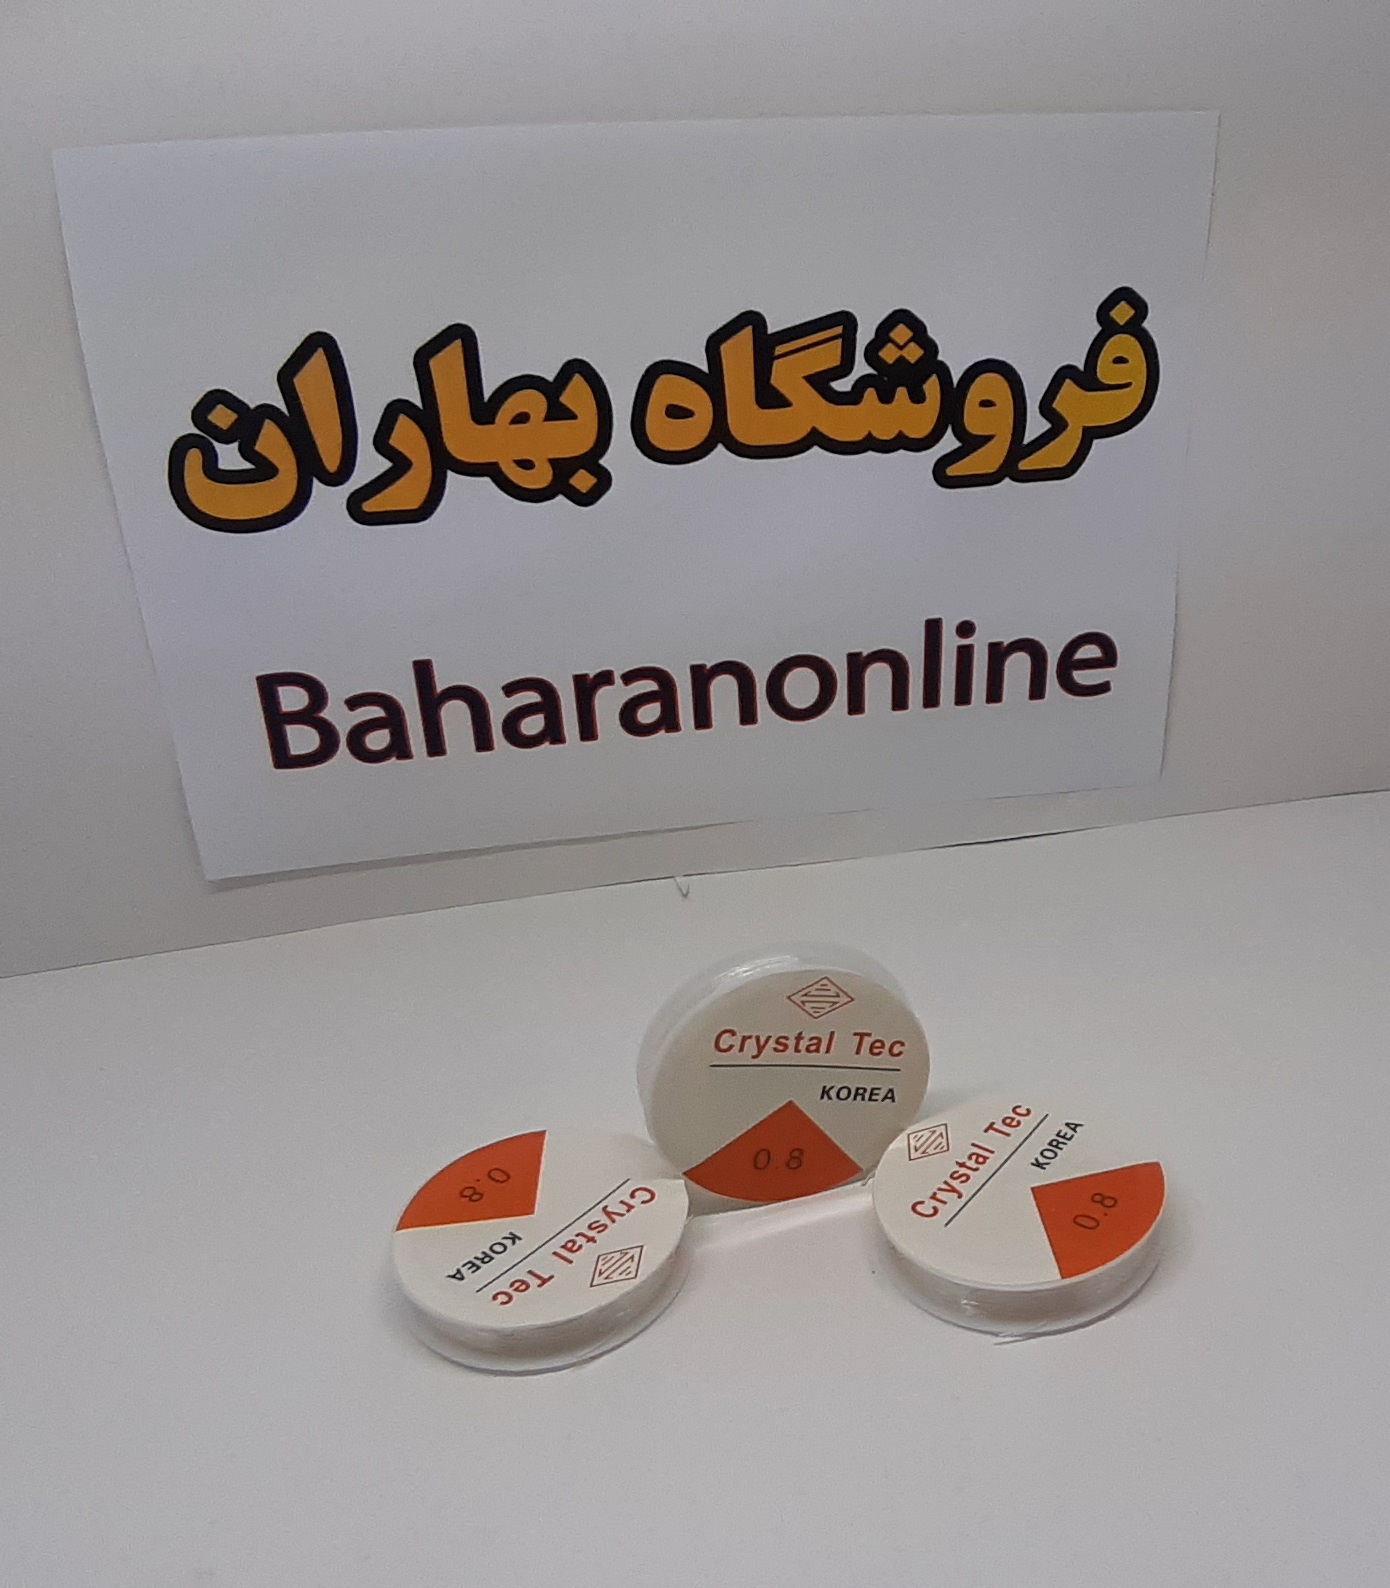 فروشگاه بهاران
Baharanonline
Crystal Tec
KOREA
0.8
Crystal Tec
KOREA
0.8
Crystal Tec
KOREA
0.8